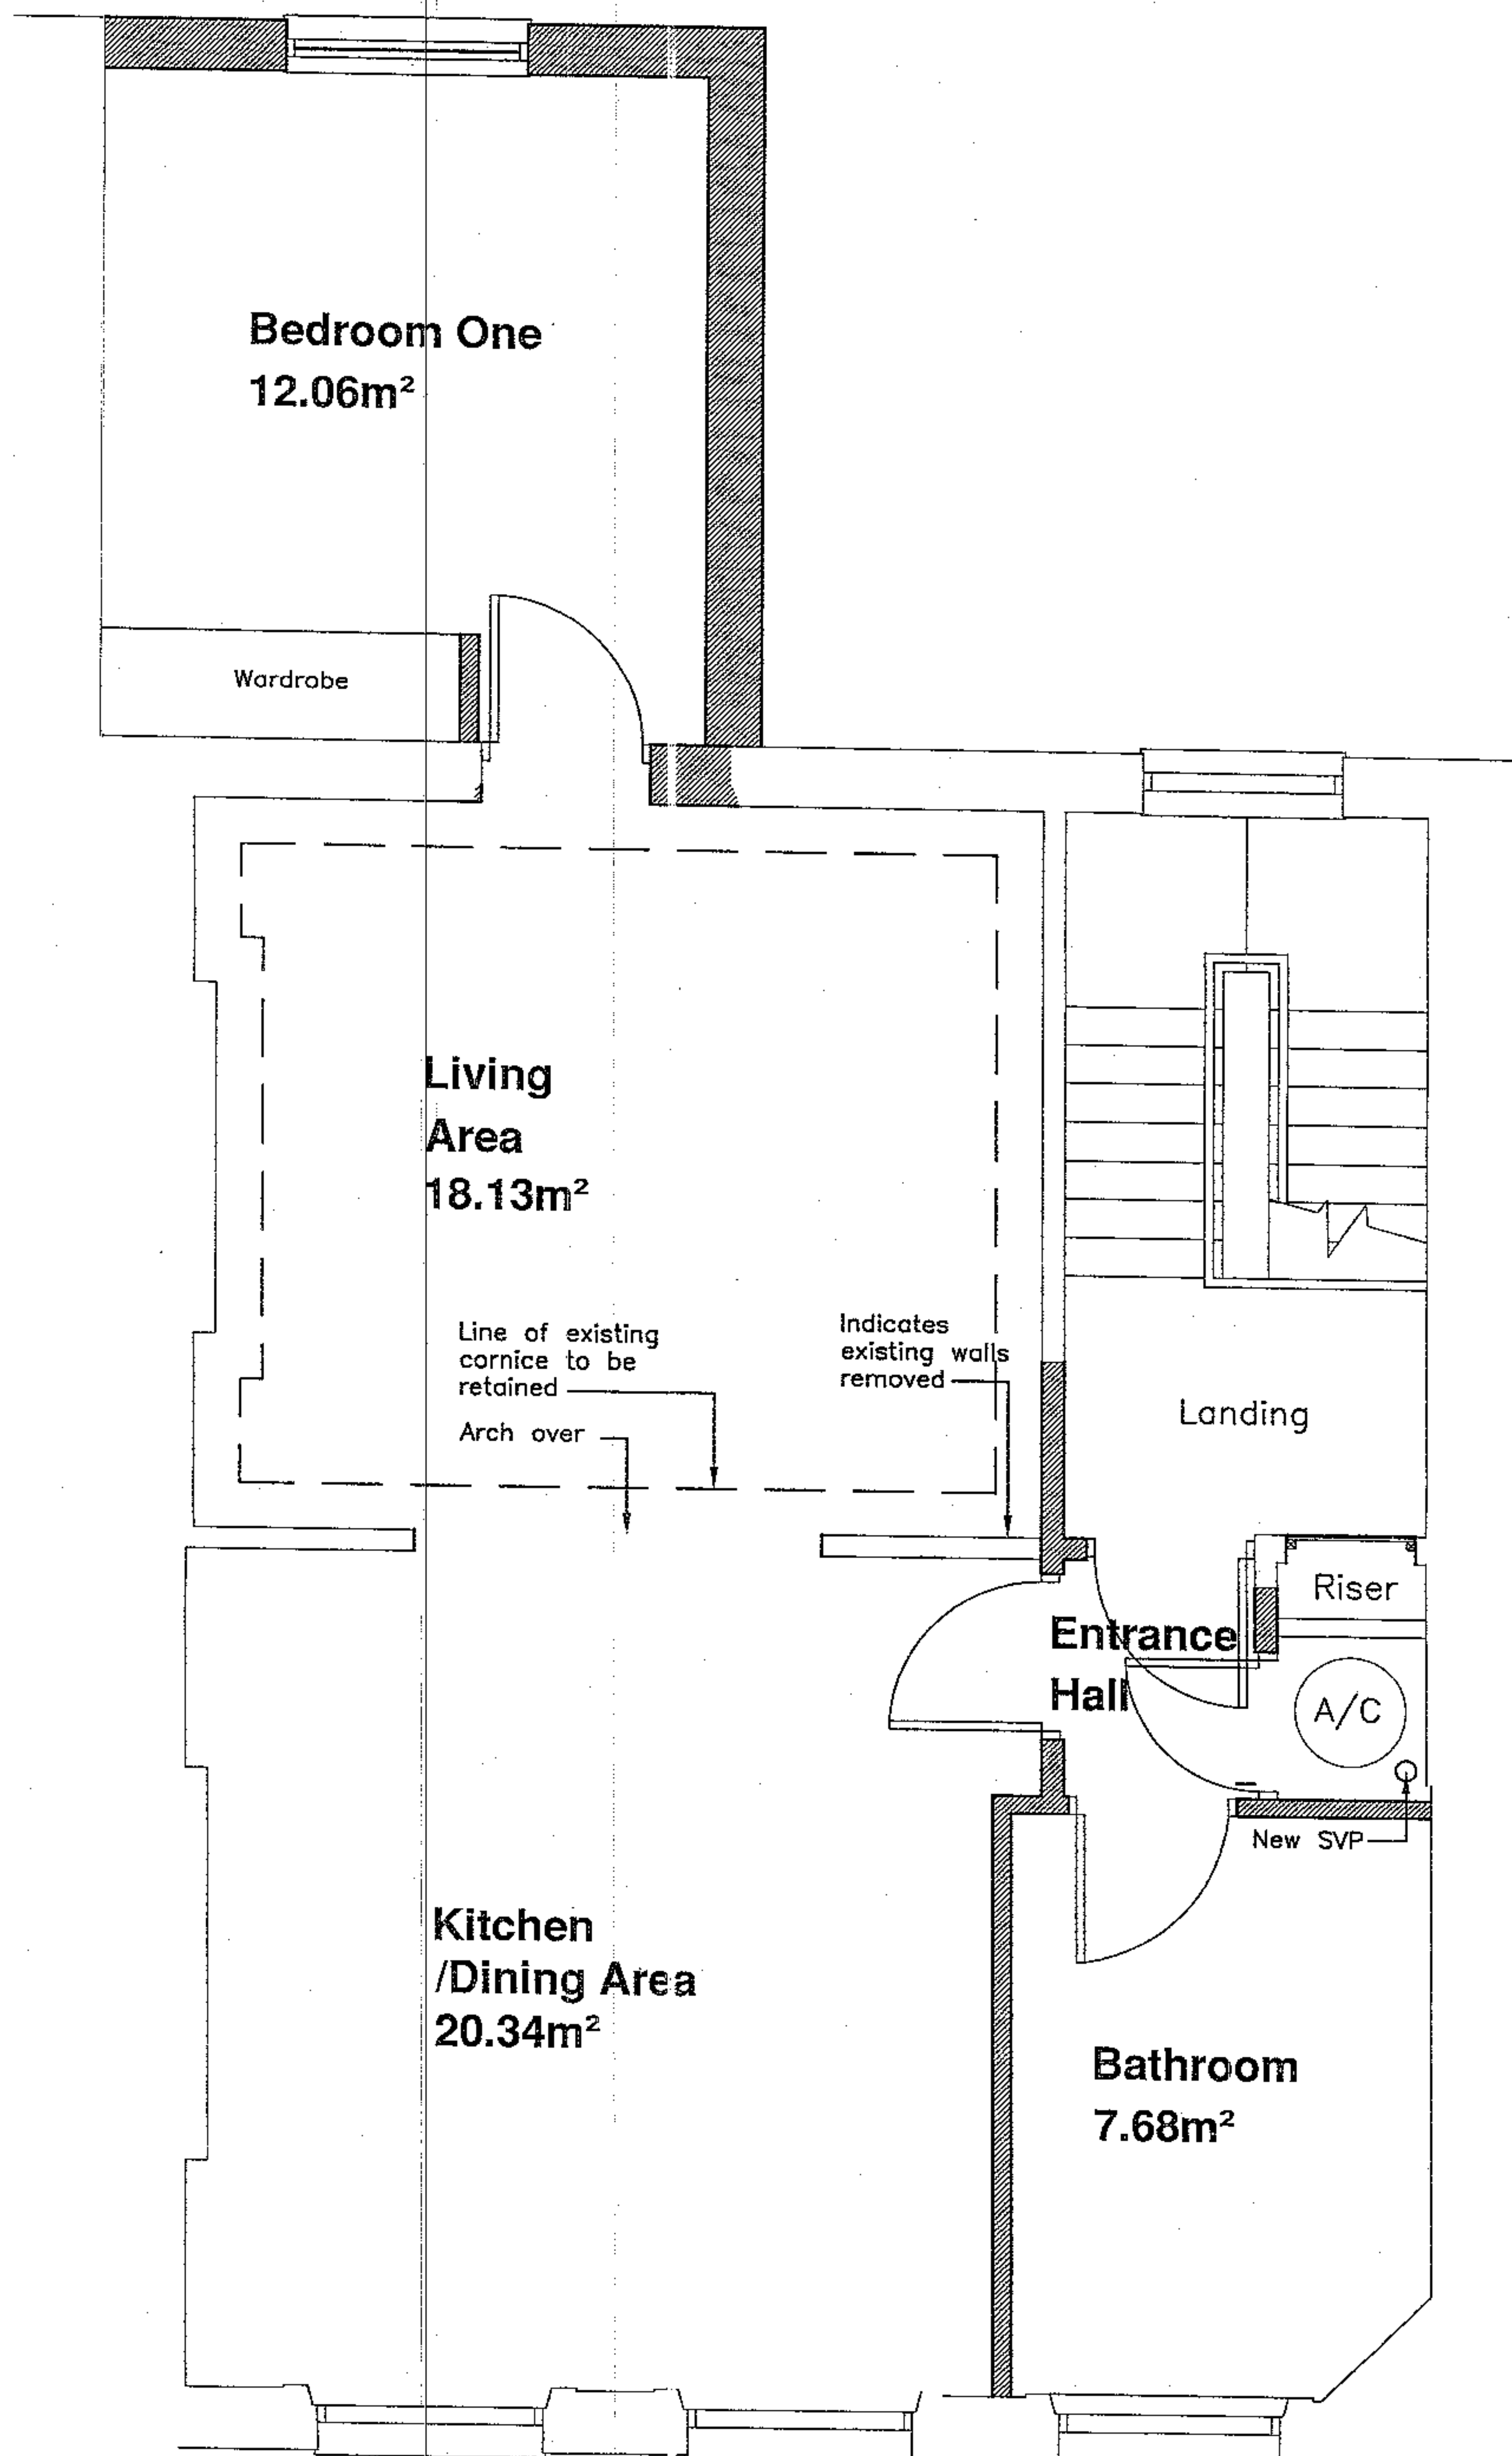 Bedroom One
12.06m²
Wardrobe
Living
Area
18.13m²
Line of existing
cornice to be
retained
Arch over
Indicates
existing walls
removed
Landing
Riser
Entrance
Hall
A/C
New SVP
Kitchen
/Dining Area
20.34m²
Bathroom
7.68m²